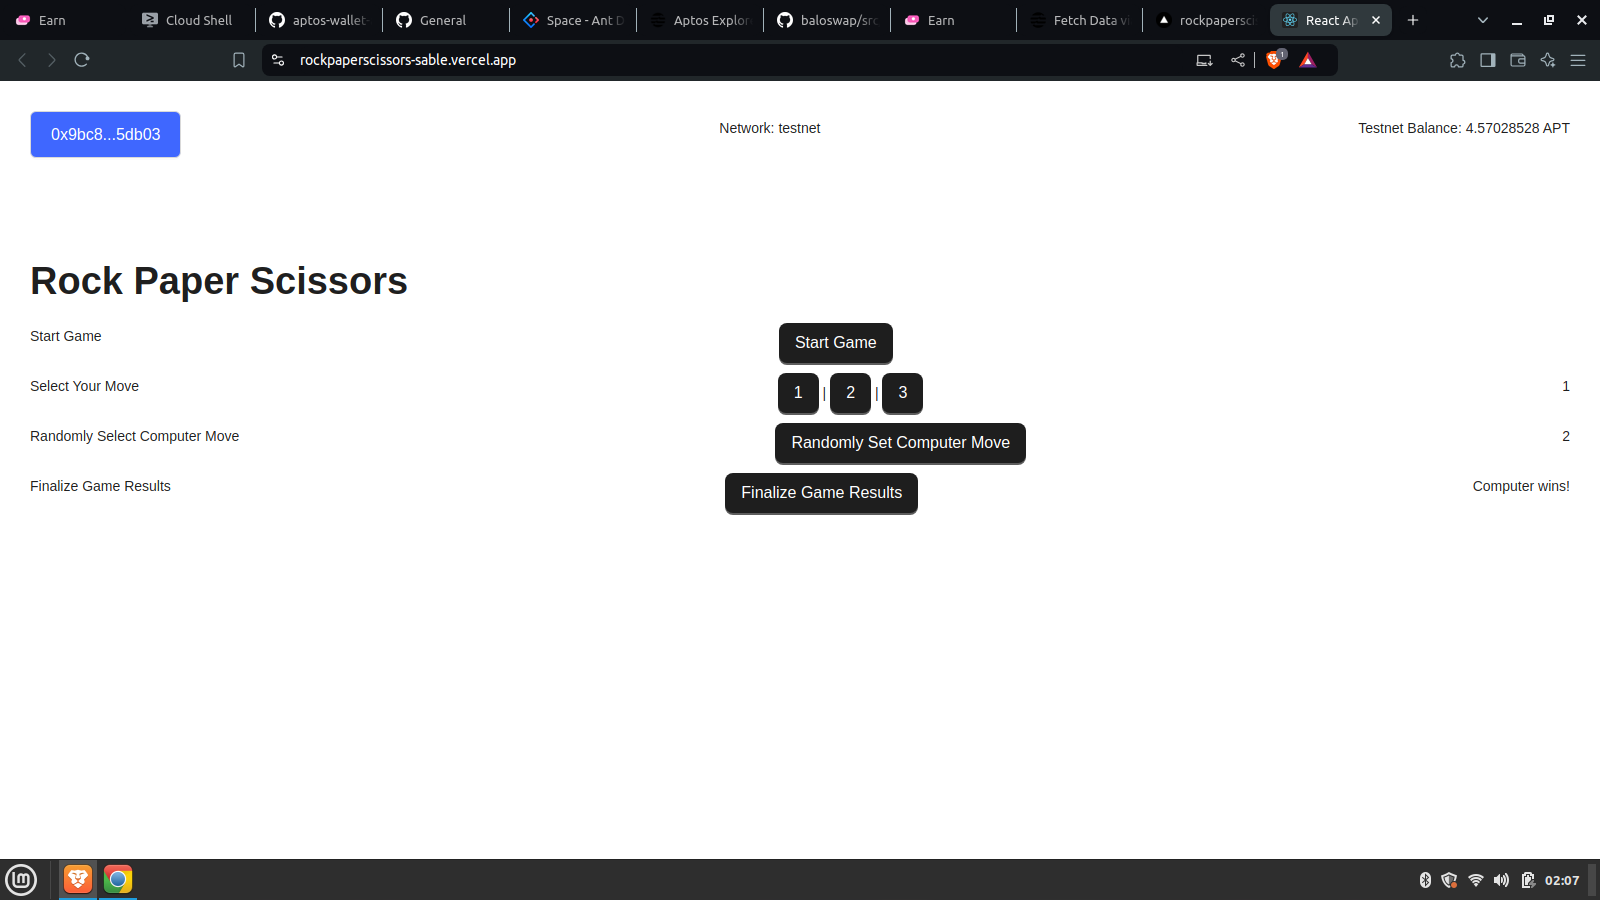 Earn
Cloud Shell
aptos-wallet-
General
Space - Ant D
Aptos Explor
baloswap/src
Earn
Fetch Data vi
rockpapersci
React Ap
rockpaperscissors-sable.vercel.app
1
0x9bc8...5db03
Network: testnet
Testnet Balance: 4.57028528 APT
Rock Paper Scissors
Start Game
Start Game
Select Your Move
1 | 2 | 3
1
Randomly Select Computer Move
Randomly Set Computer Move
2
Finalize Game Results
Finalize Game Results
Computer wins!
02:07